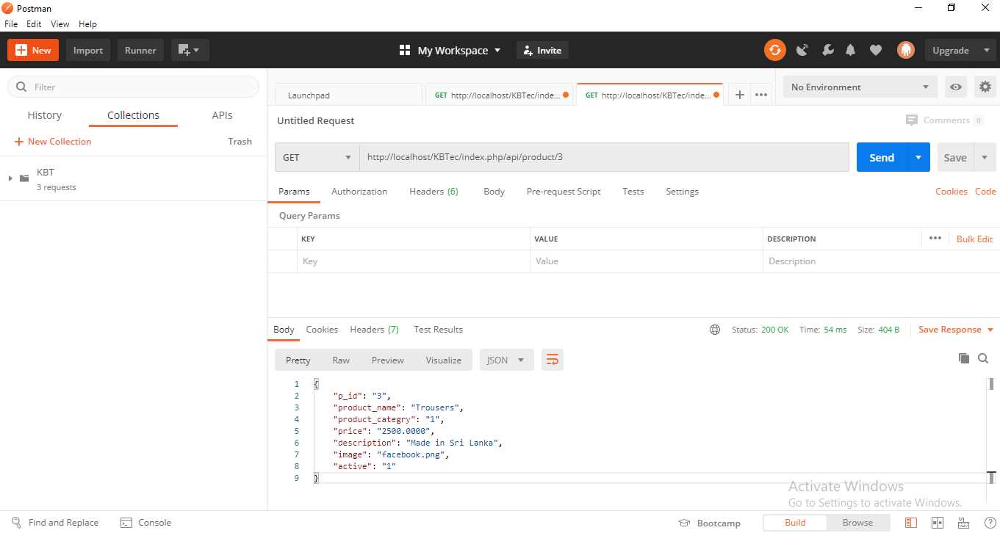 Postman
File Edit View Help
New Import Runner My Workspace Invite Upgrade
Filter
History Collections APIs
+ New Collection Trash
KBT
3 requests
Launchpad GET http://localhost/KBTec/inde... GET http://localhost/KBTec/inde... + ••• No Environment
Untitled Request Comments 0
GET http://localhost/KBTec/index.php/api/product/3 Send Save
Params Authorization Headers (6) Body Pre-request Script Tests Settings Cookies Code
Query Params
KEY VALUE DESCRIPTION ••• Bulk Edit
Key Value Description
Body Cookies Headers (7) Test Results Status: 200 OK Time: 54 ms Size: 404 B Save Response
Pretty Raw Preview Visualize JSON
1 {
2 "p_id": "3",
3 "product_name": "Trousers",
4 "product_categry": "1",
5 "price": "2500.0000",
6 "description": "Made in Sri Lanka",
7 "image": "facebook.png",
8 "active": "1"
9 }
Activate Windows
Go to Settings to activate Windows.
Find and Replace Console Bootcamp Build Browse ?